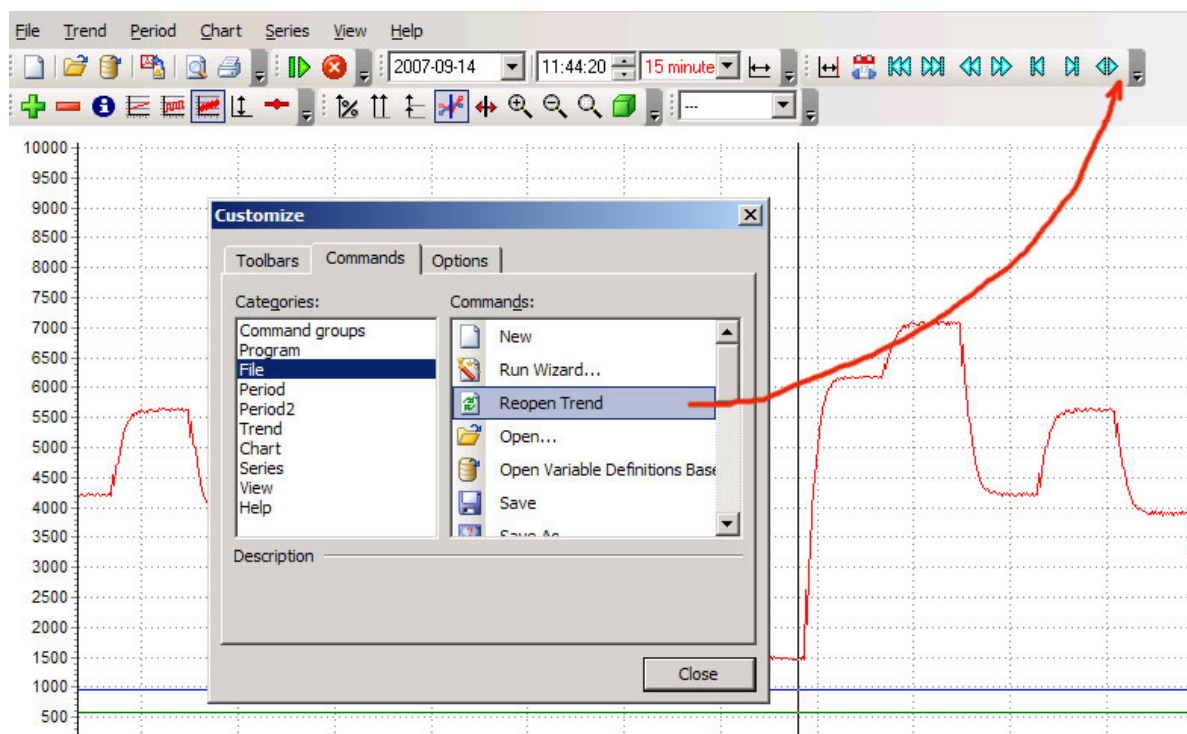 File Trend Period Chart Series View Help
2007-09-14 11:44:20 15 minute
---
10000
9500
9000
8500
8000
7500
7000
6500
6000
5500
5000
4500
4000
3500
3000
2500
2000
1500
1000
500
Customize
Toolbars Commands Options
Categories:
Command groups
Program
File
Period
Period2
Trend
Chart
Series
View
Help
Commands:
New
Run Wizard...
Reopen Trend
Open...
Open Variable Definitions Base
Save
Save As
Description
Close